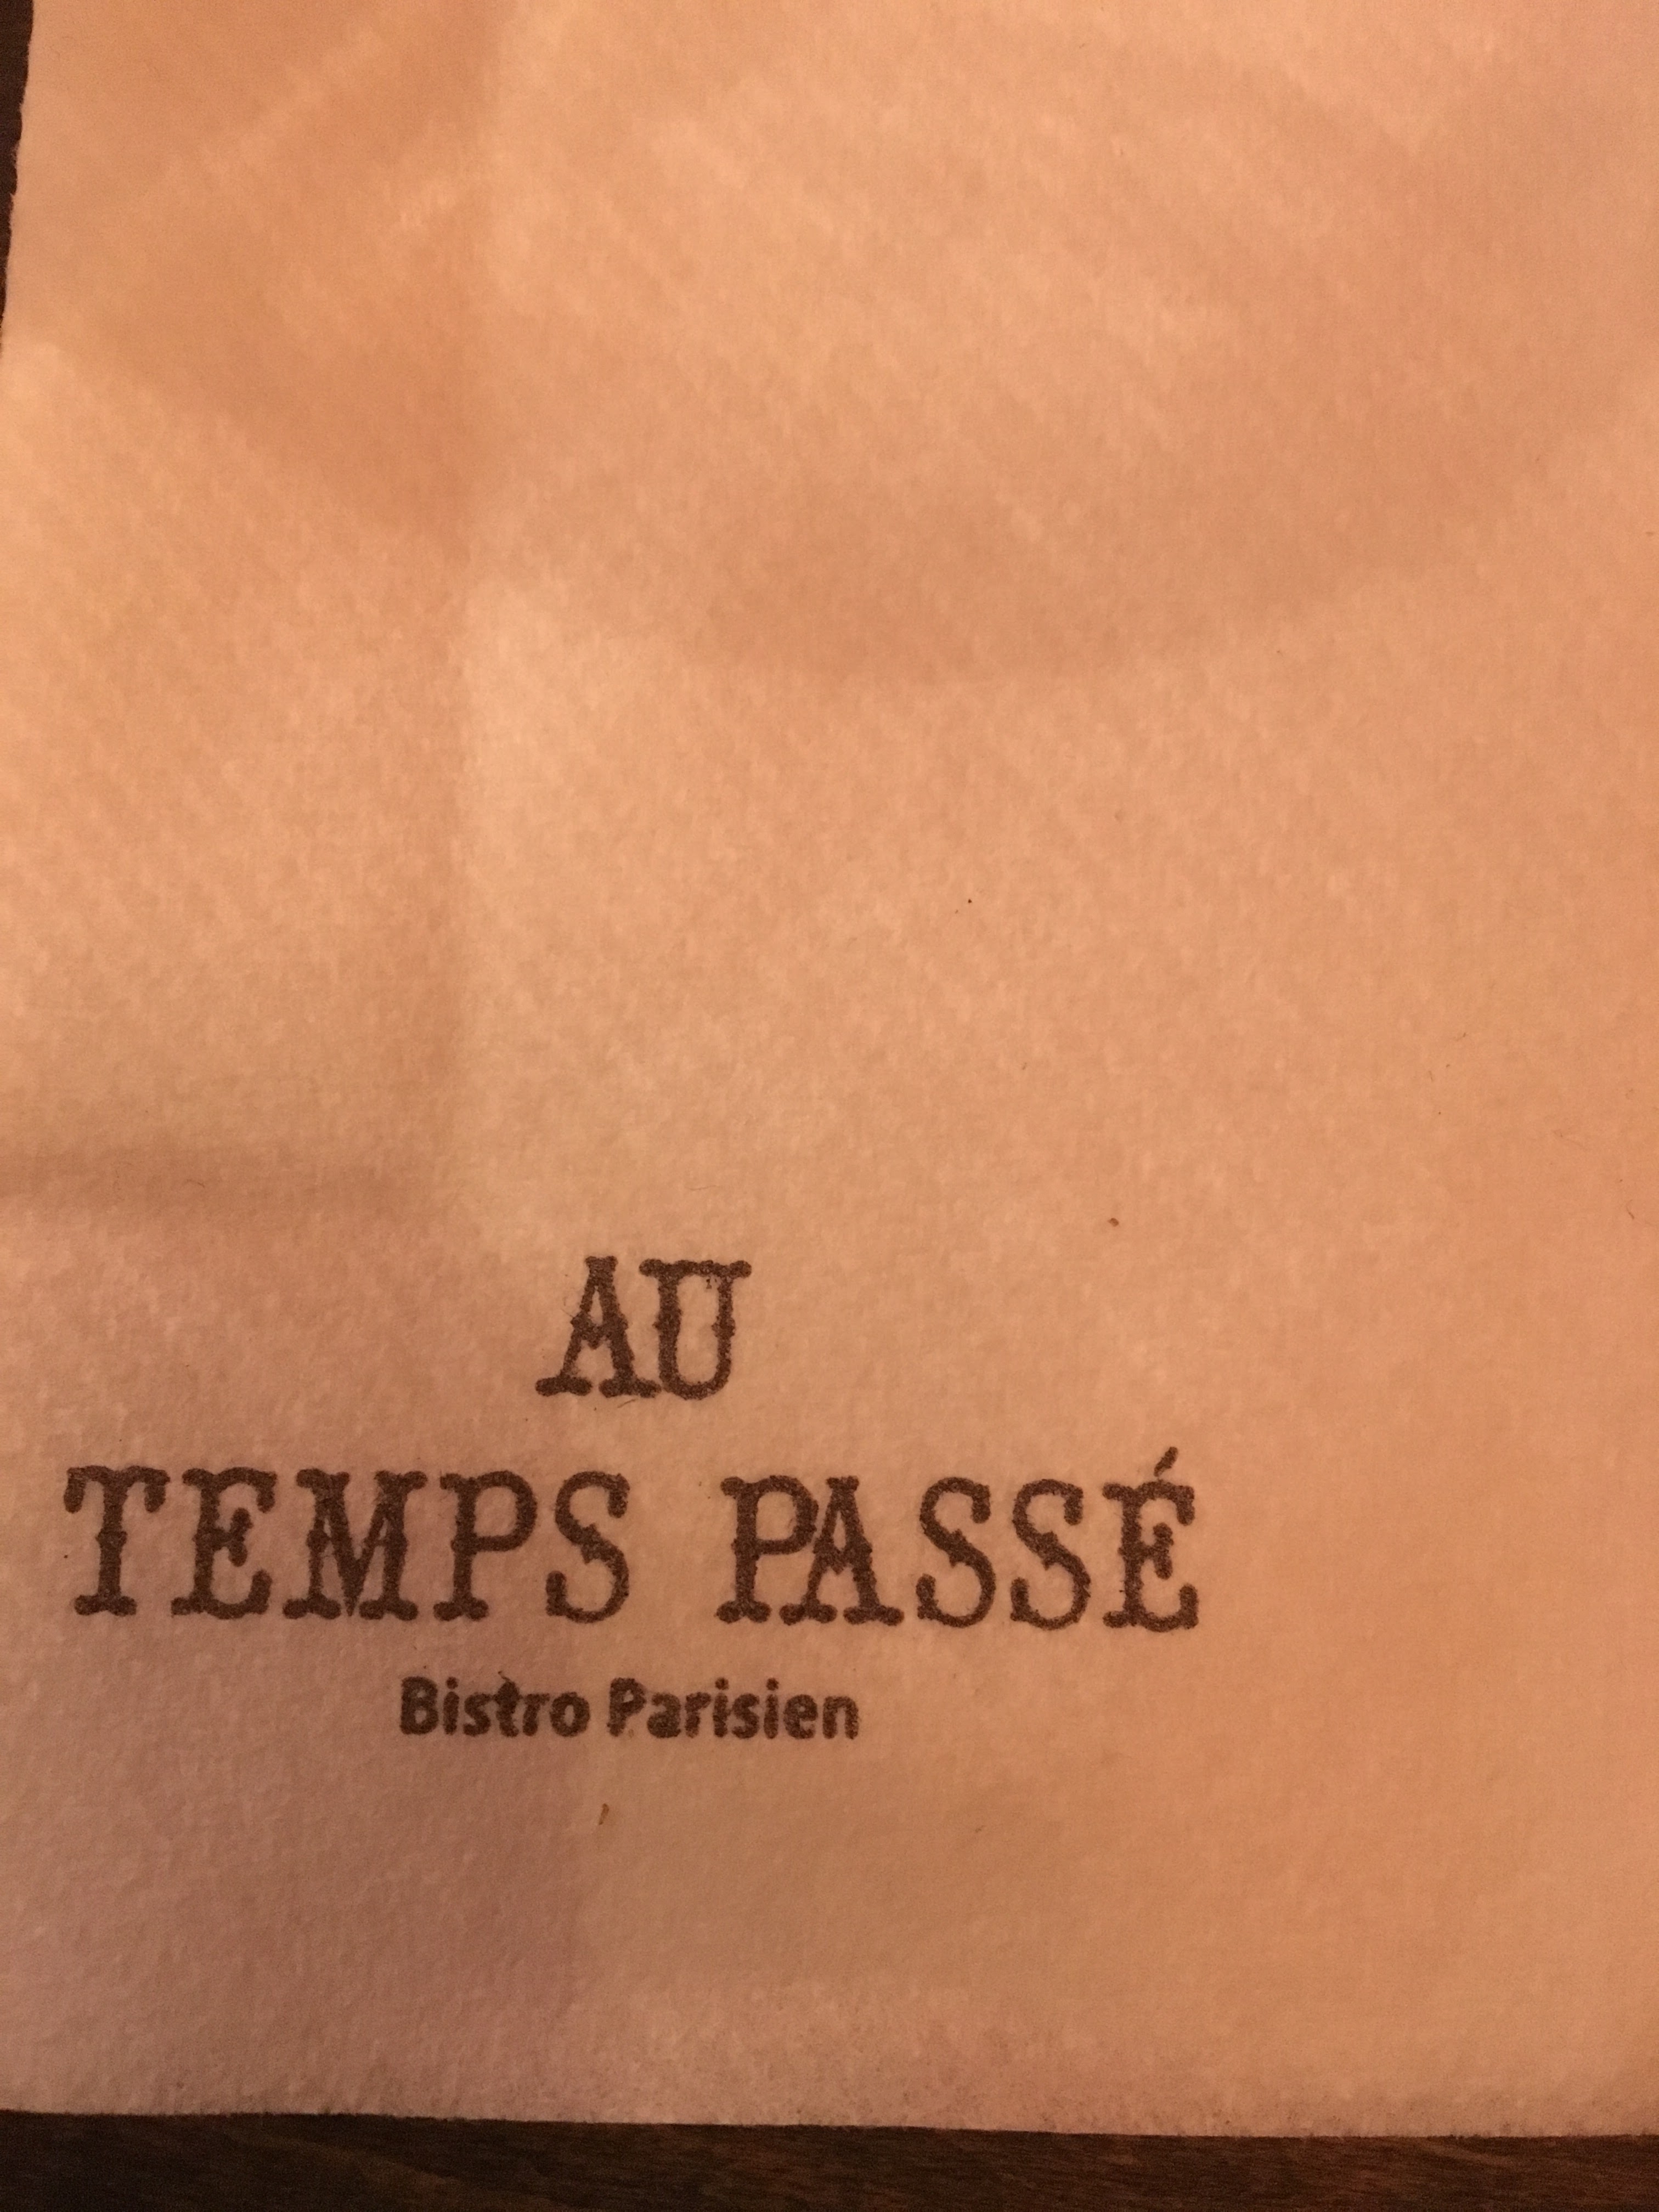 AU
TEMPS PASSÉ
Bistro Parisien